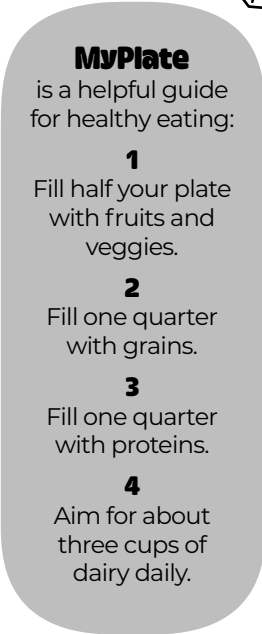 MyPlate
is a helpful guide
for healthy eating:
1
Fill half your plate
with fruits and
veggies.
2
Fill one quarter
with grains.
3
Fill one quarter
with proteins.
4
Aim for about
three cups of
dairy daily.